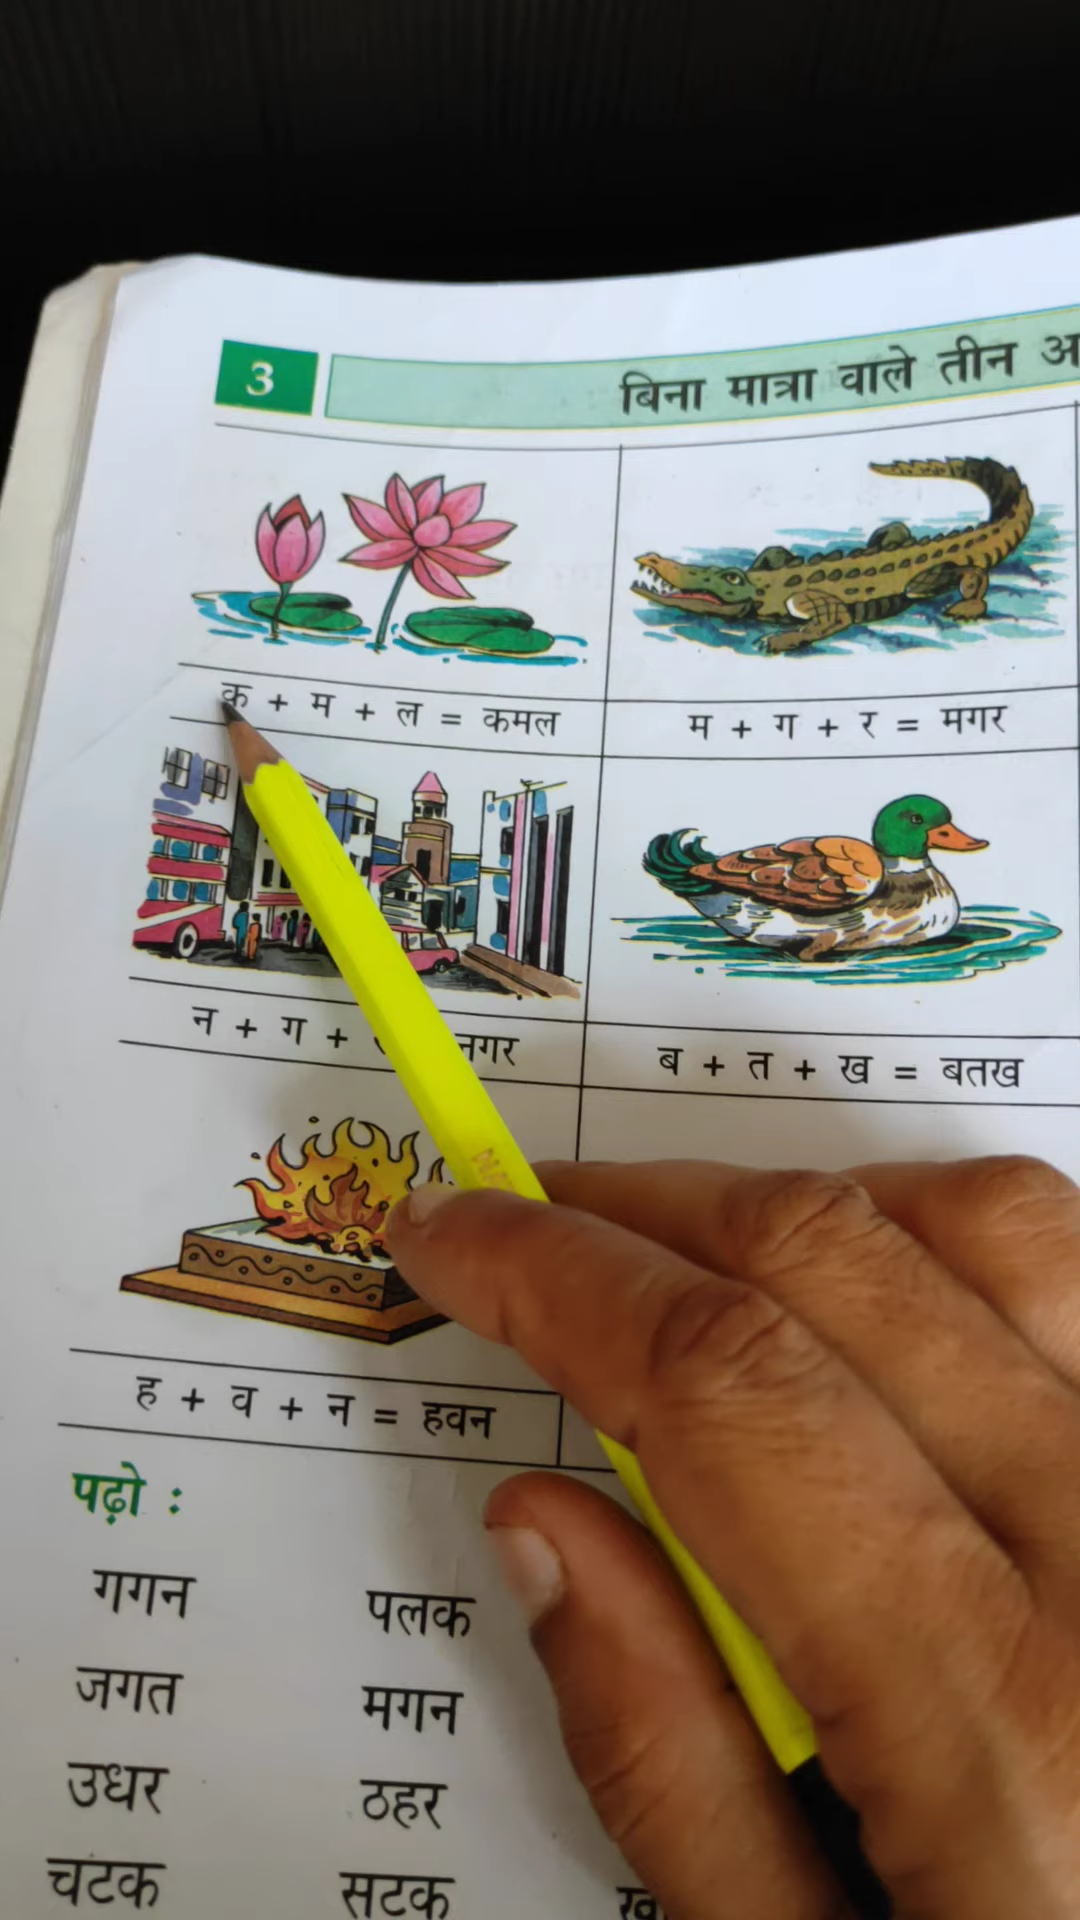 3
बिना मात्रा वाले तीन
क + म + ल = कमल
म + ग + र = मगर
न + ग + नगर
ब + त + ख = बतख
ह + व + न = हवन
पढ़ो :
गगन पलक
जगत मगन
उधर ठहर
चटक सटक